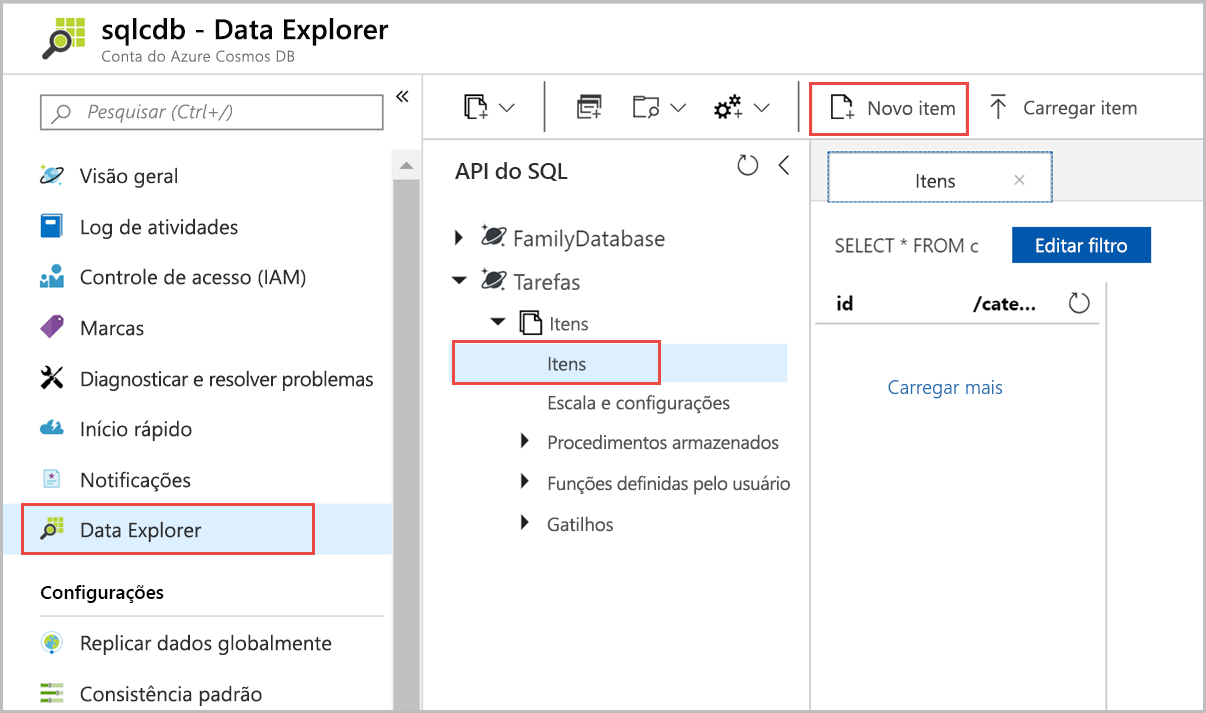 sqlcdb - Data Explorer
Conta do Azure Cosmos DB
Pesquisar (Ctrl+/)
Visão geral
Log de atividades
Controle de acesso (IAM)
Marcas
Diagnosticar e resolver problemas
Início rápido
Notificações
Data Explorer
Configurações
Replicar dados globalmente
Consistência padrão
Novo item
Carregar item
API do SQL
FamilyDatabase
Tarefas
Itens
Itens
Escala e configurações
Procedimentos armazenados
Funções definidas pelo usuário
Gatilhos
Itens
SELECT * FROM c
Editar filtro
id /cate...
Carregar mais